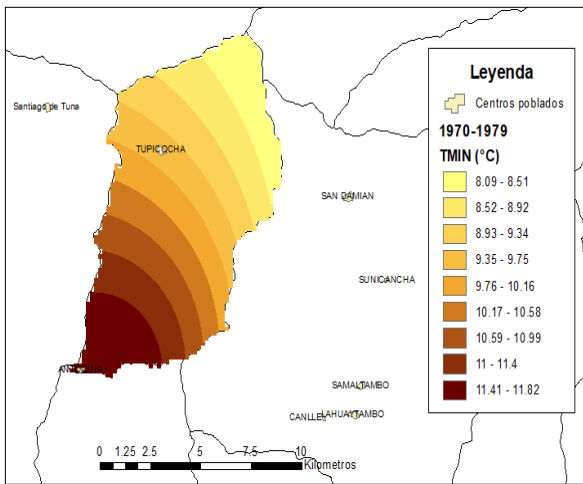 Leyenda
Centros poblados
1970-1979
TMIN (°C)
8.09 - 8.51
8.52 - 8.92
8.93 - 9.34
9.35 - 9.75
9.76 - 10.16
10.17 - 10.58
10.59 - 10.99
11 - 11.4
11.41 - 11.82
Santiago de Tuna
TUPICOCHA
SAN DAMIAN
SUNICANCHA
SAMALTAMBO
LAHUAYTAMBO
0 1.25 2.5 5 7.5 10
Kilometros